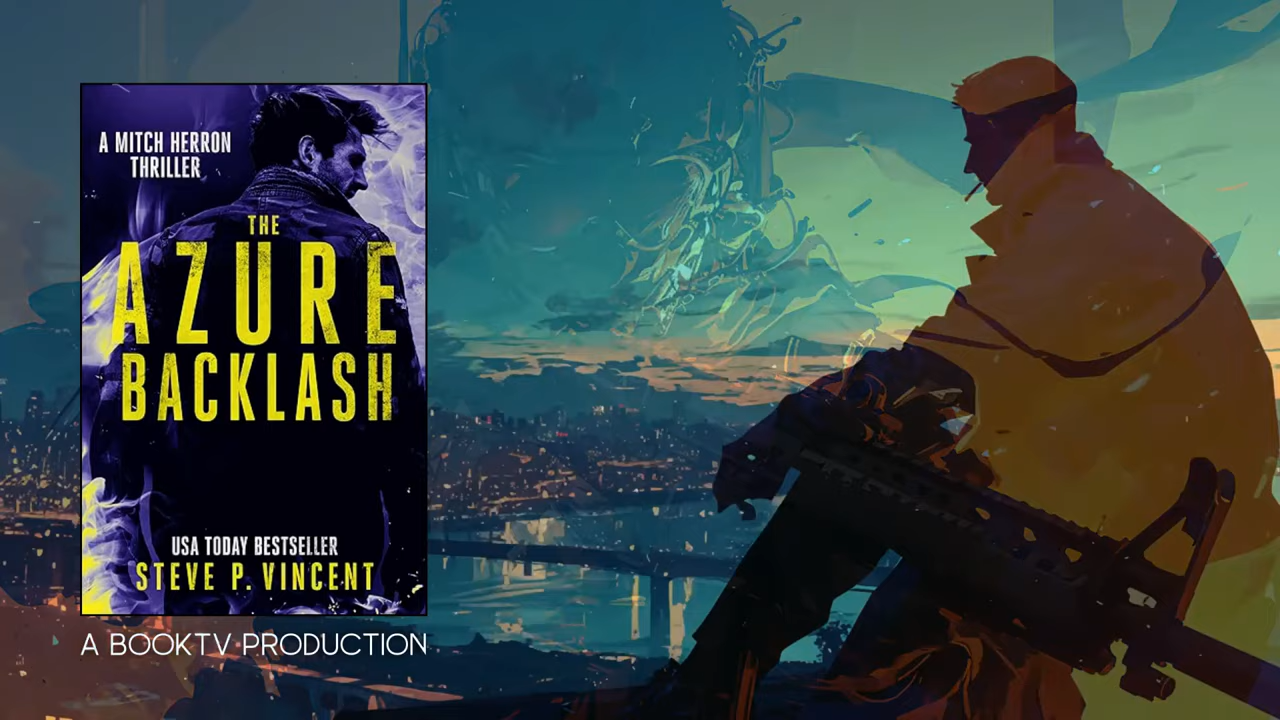 A MITCH HERRON
THRILLER
THE
AZURE
BACKLASH
USA TODAY BESTSELLER
STEVE P. VINCENT
A BOOKTV PRODUCTION